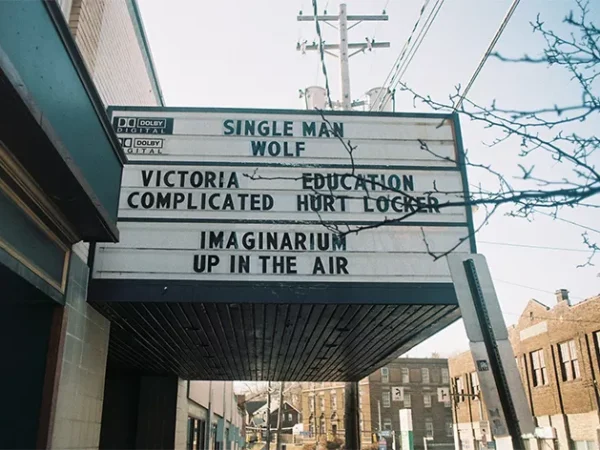 DOLBY
DIGITAL
DOLBY
DIGITAL
SINGLE MAN
WOLF
VICTORIA EDUCATION
COMPLICATED HURT LOCKER
IMAGINARIUM
UP IN THE AIR